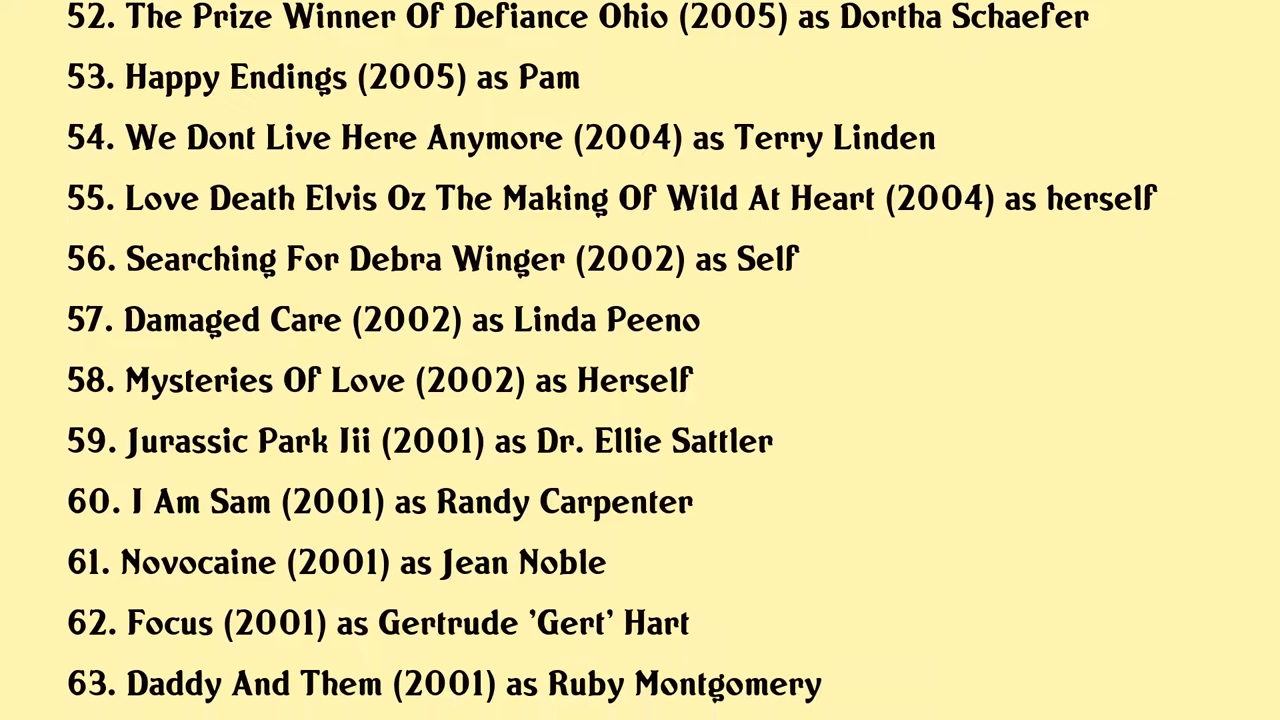 52. The Prize Winner Of Defiance Ohio (2005) as Dortha Schaefer
53. Happy Endings (2005) as Pam
54. We Dont Live Here Anymore (2004) as Terry Linden
55. Love Death Elvis Oz The Making Of Wild At Heart (2004) as herself
56. Searching For Debra Winger (2002) as Self
57. Damaged Care (2002) as Linda Peeno
58. Mysteries Of Love (2002) as Herself
59. Jurassic Park Iii (2001) as Dr. Ellie Sattler
60. I Am Sam (2001) as Randy Carpenter
61. Novocaine (2001) as Jean Noble
62. Focus (2001) as Gertrude 'Gert' Hart
63. Daddy And Them (2001) as Ruby Montgomery